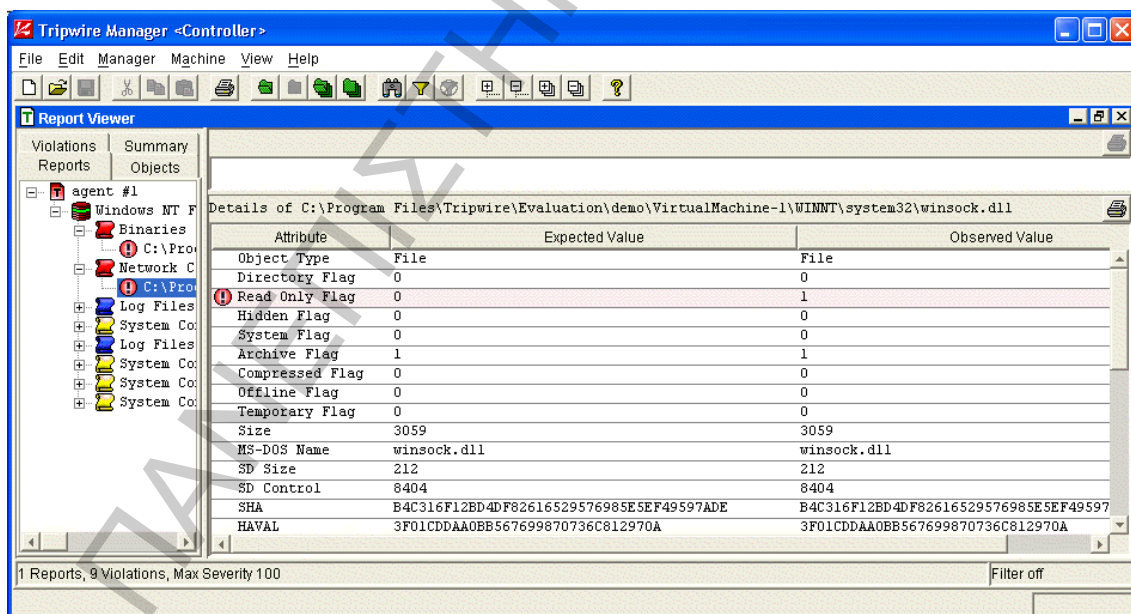 Tripwire Manager <Controller>
File Edit Manager Machine View Help
Report Viewer
Violations Summary
Reports Objects
agent #1
Windows NT F
Binaries
C:\Pro
Network C
C:\Pro
Log Files
System Co
Log Files
System Co
System Co
System Co
Details of C:\Program Files\Tripwire\Evaluation\demo\VirtualMachine-1\WINNT\system32\winsock.dll
Attribute Expected Value Observed Value
Object Type File File
Directory Flag 0 0
Read Only Flag 0 1
Hidden Flag 0 0
System Flag 0 0
Archive Flag 1 1
Compressed Flag 0 0
Offline Flag 0 0
Temporary Flag 0 0
Size 3059 3059
MS-DOS Name winsock.dll winsock.dll
SD Size 212 212
SD Control 8404 8404
SHA B4C316F12BD4DF82616529576985E5EF49597ADE B4C316F12BD4DF82616529576985E5EF49597
HAVAL 3F01CDDAA0BB567699870736C812970A 3F01CDDAA0BB567699870736C812970A
1 Reports, 9 Violations, Max Severity 100 Filter off
ΠΑΝΕΠΙΣΤΗ